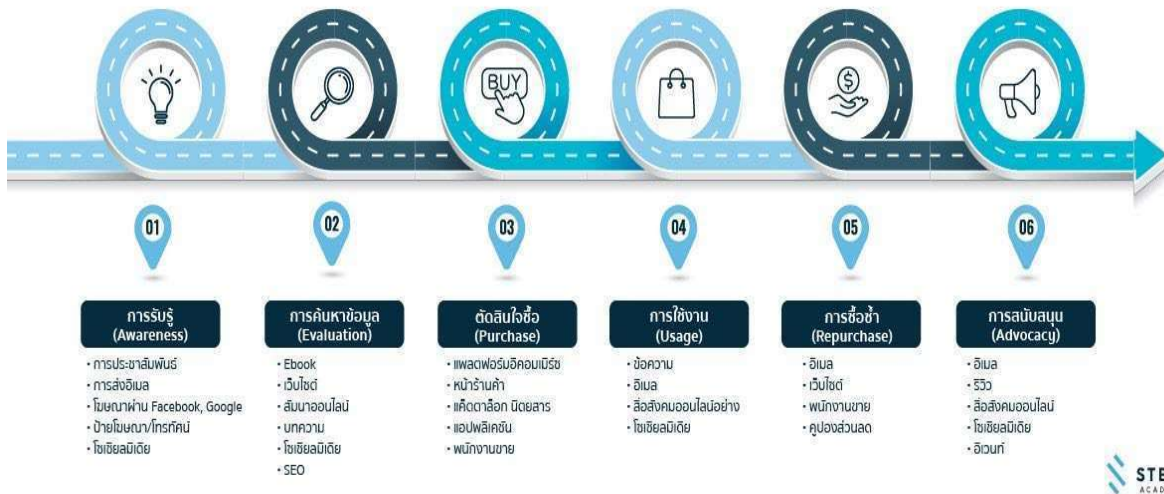 BUY
01
02
03
04
05
06
การรับรู้
(Awareness)
• การประชาสัมพันธ์
• การส่งอีเมล
• โฆษณาผ่าน Facebook, Google
• ป้ายโฆษณา/โทรทัศน์
• โซเชียลมีเดีย
การค้นหาข้อมูล
(Evaluation)
• Ebook
• เว็บไซต์
• สัมนาออนไลน์
• บทความ
• โซเชียลมีเดีย
• SEO
ตัดสินใจซื้อ
(Purchase)
• แพลตฟอร์มอีคอมเมิร์ซ
• หน้าร้านค้า
• แค็ตตาล็อก นิตยสาร
• แอปพลิเคชัน
• พนักงานขาย
การใช้งาน
(Usage)
• ข้อความ
• อีเมล
• สื่อสังคมออนไลน์อย่าง
• โซเชียลมีเดีย
การซื้อซ้ำ
(Repurchase)
• อีเมล
• เว็บไซต์
• พนักงานขาย
• คูปองส่วนลด
การสนับสนุน
(Advocacy)
• อีเมล
• รีวิว
• สื่อสังคมออนไลน์
• โซเชียลมีเดีย
• อีเวนท์